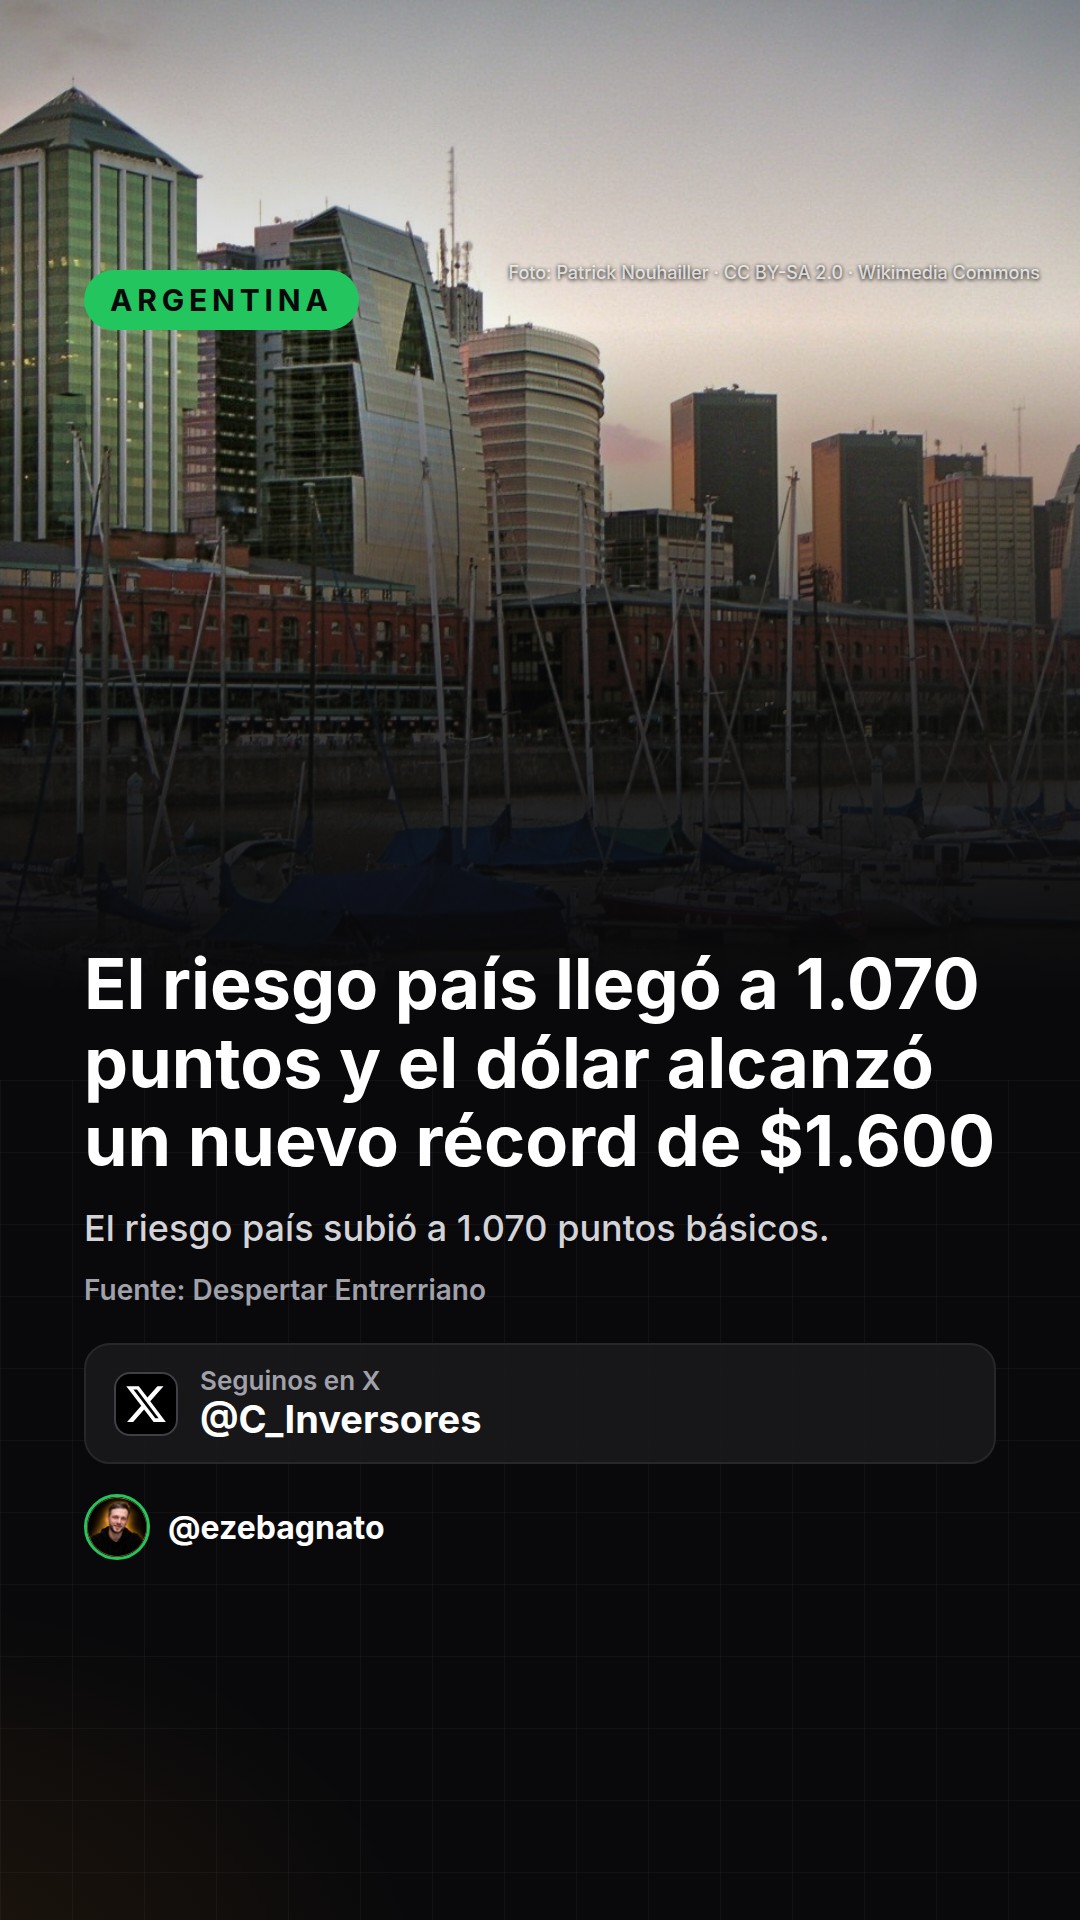 Foto: Patrick Nouhailler · CC BY-SA 2.0 · Wikimedia Commons
ARGENTINA
El riesgo país llegó a 1.070
puntos y el dólar alcanzó
un nuevo récord de $1.600
El riesgo país subió a 1.070 puntos básicos.
Fuente: Despertar Entrerriano
Seguinos en X
@C_Inversores
@ezebagnato